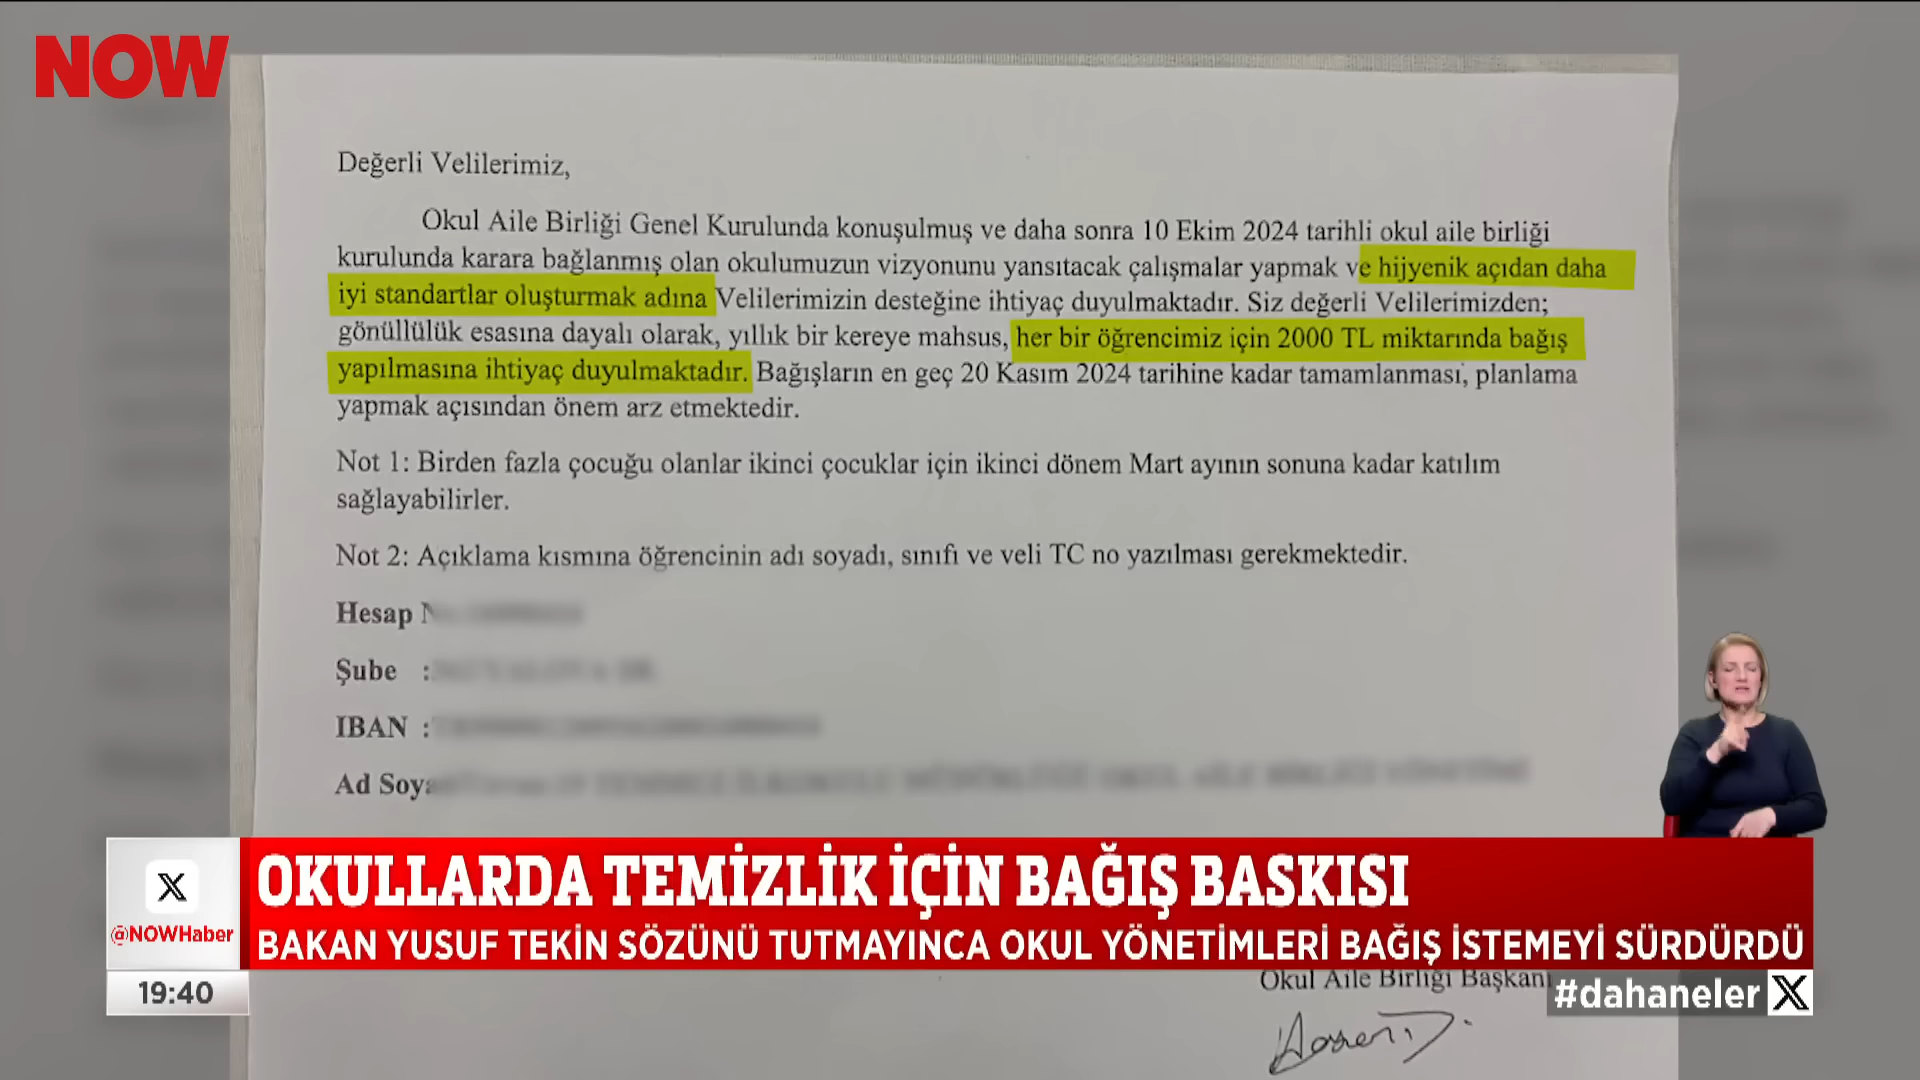 NOW
Değerli Velilerimiz,
Okul Aile Birliği Genel Kurulunda konuşulmuş ve daha sonra 10 Ekim 2024 tarihli okul aile birliği
kurulunda karara bağlanmış olan okulumuzun vizyonunu yansıtacak çalışmalar yapmak ve hijyenik açıdan daha
iyi standartlar oluşturmak adına Velilerimizin desteğine ihtiyaç duyulmaktadır. Siz değerli Velilerimizden;
gönüllülük esasına dayalı olarak, yıllık bir kereye mahsus, her bir öğrencimiz için 2000 TL miktarında bağış
yapılmasına ihtiyaç duyulmaktadır. Bağışların en geç 20 Kasım 2024 tarihine kadar tamamlanması, planlama
yapmak açısından önem arz etmektedir.
Not 1: Birden fazla çocuğu olanlar ikinci çocuklar için ikinci dönem Mart ayının sonuna kadar katılım
sağlayabilirler.
Not 2: Açıklama kısmına öğrencinin adı soyadı, sınıfı ve veli TC no yazılması gerekmektedir.
Hesap
Şube :
IBAN :
Ad
OKULLARDA TEMİZLİK İÇİN BAĞIŞ BASKISI
@NOWHaber
BAKAN YUSUF TEKİN SÖZÜNÜ TUTMAYINCA OKUL YÖNETİMLERİ BAĞIŞ İSTEMEYİ SÜRDÜRDÜ
19:40
Okul Aile Birliği Başkanı
#dahaneler X